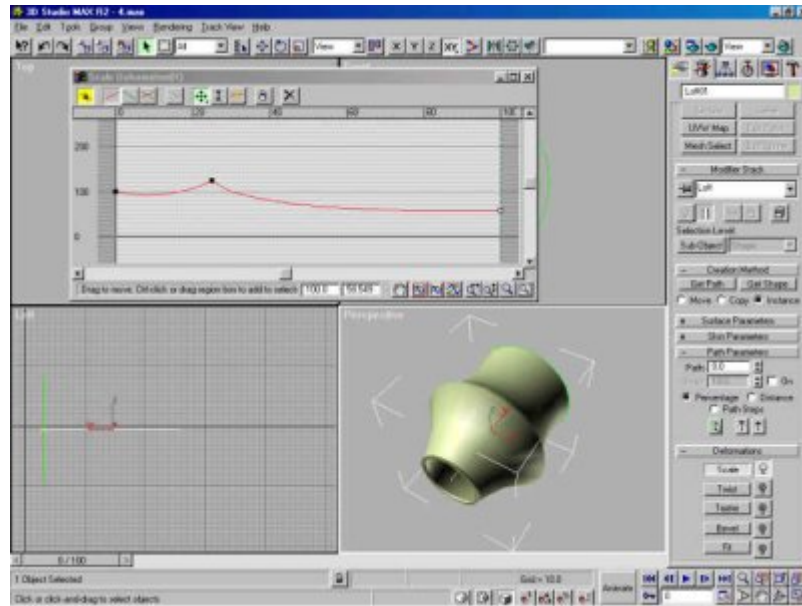 3D Studio MAX R2 - 4.max
File Edit Tools Group Views Rendering Track View Help
All View X Y Z XY View
Top
Scale Deformation(X)
0 20 40 60 80 100
200
100
0
Drag to move. Ctrl-click or drag region box to add to selecti 100.0 58.549
Left
Perspective
Loft01
UVW Map
Mesh Select
Modifier Stack
Loft
Selection Level:
Sub-Object
Creation Method
Get Path Get Shape
Move Copy Instance
Surface Parameters
Skin Parameters
Path Parameters
Path: 0.0
On
Percentage Distance
Path Steps
Deformations
Scale
Twist
Teeter
Bevel
Fit
0 / 100
1 Object Selected
Grid = 10.0
Animate
Click or click-and-drag to select objects
0